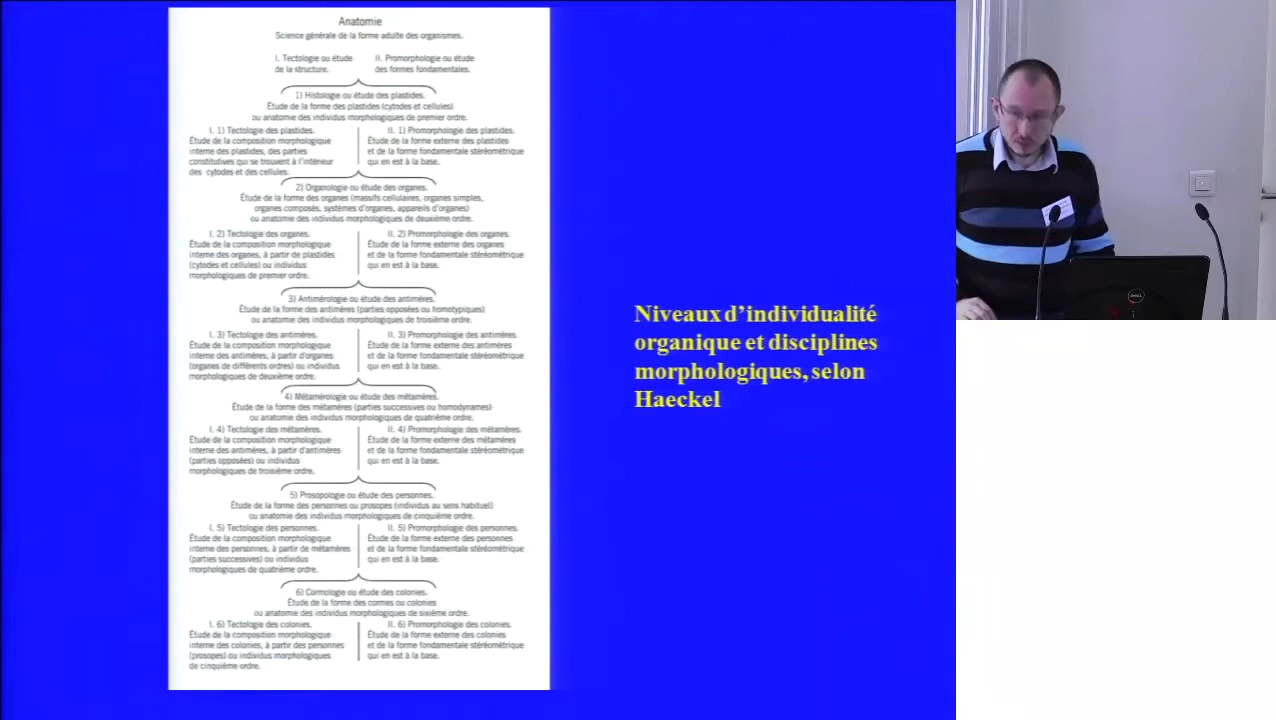 Anatomie
Science générale de la forme adulte des organismes.
I. Tectologie ou étude
de la structure.
II. Promorphologie ou étude
des formes fondamentales.
1) Histologie ou étude des plastides.
Étude de la forme des plastides (cytodes et cellules)
ou anatomie des individus morphologiques de premier ordre.
I. 1) Tectologie des plastides.
Étude de la composition morphologique
interne des plastides, des parties
constitutives qui se trouvent à l'intérieur
des cytodes et des cellules.
II. 1) Promorphologie des plastides.
Étude de la forme externe des plastides
et de la forme fondamentale stéréométrique
qui en est à la base.
2) Organologie ou étude des organes.
Étude de la forme des organes (massifs cellulaires, organes simples,
organes composés, systèmes d'organes, appareils d'organes)
ou anatomie des individus morphologiques de deuxième ordre.
I. 2) Tectologie des organes.
Étude de la composition morphologique
interne des organes, à partir de plastides
(cytodes et cellules) ou individus
morphologiques de premier ordre.
II. 2) Promorphologie des organes.
Étude de la forme externe des organes
et de la forme fondamentale stéréométrique
qui en est à la base.
3) Antimérologie ou étude des antimères.
Étude de la forme des antimères (parties opposées ou homotypiques)
ou anatomie des individus morphologiques de troisième ordre.
I. 3) Tectologie des antimères.
Étude de la composition morphologique
interne des antimères, à partir d'organes
(organes de différents ordres) ou individus
morphologiques de deuxième ordre.
II. 3) Promorphologie des antimères.
Étude de la forme externe des antimères
et de la forme fondamentale stéréométrique
qui en est à la base.
4) Métamérologie ou étude des métamères.
Étude de la forme des métamères (parties successives ou homodynames)
ou anatomie des individus morphologiques de quatrième ordre.
I. 4) Tectologie des métamères.
Étude de la composition morphologique
interne des antimères, à partir d'antimères
(parties opposées) ou individus
morphologiques de troisième ordre.
II. 4) Promorphologie des métamères.
Étude de la forme externe des métamères
et de la forme fondamentale stéréométrique
qui en est à la base.
5) Prosopologie ou étude des personnes.
Étude de la forme des personnes ou prosopes (individus au sens habituel)
ou anatomie des individus morphologiques de cinquième ordre.
I. 5) Tectologie des personnes.
Étude de la composition morphologique
interne des personnes, à partir de métamères
(parties successives) ou individus
morphologiques de quatrième ordre.
II. 5) Promorphologie des personnes.
Étude de la forme externe des personnes
et de la forme fondamentale stéréométrique
qui en est à la base.
6) Cormologie ou étude des colonies.
Étude de la forme des cormes ou colonies
ou anatomie des individus morphologiques de sixième ordre.
I. 6) Tectologie des colonies.
Étude de la composition morphologique
interne des colonies, à partir des personnes
(prosopes) ou individus morphologiques
de cinquième ordre.
II. 6) Promorphologie des colonies.
Étude de la forme externe des colonies
et de la forme fondamentale stéréométrique
qui en est à la base.
Niveaux d'individualité
organique et disciplines
morphologiques, selon
Haeckel
DELL